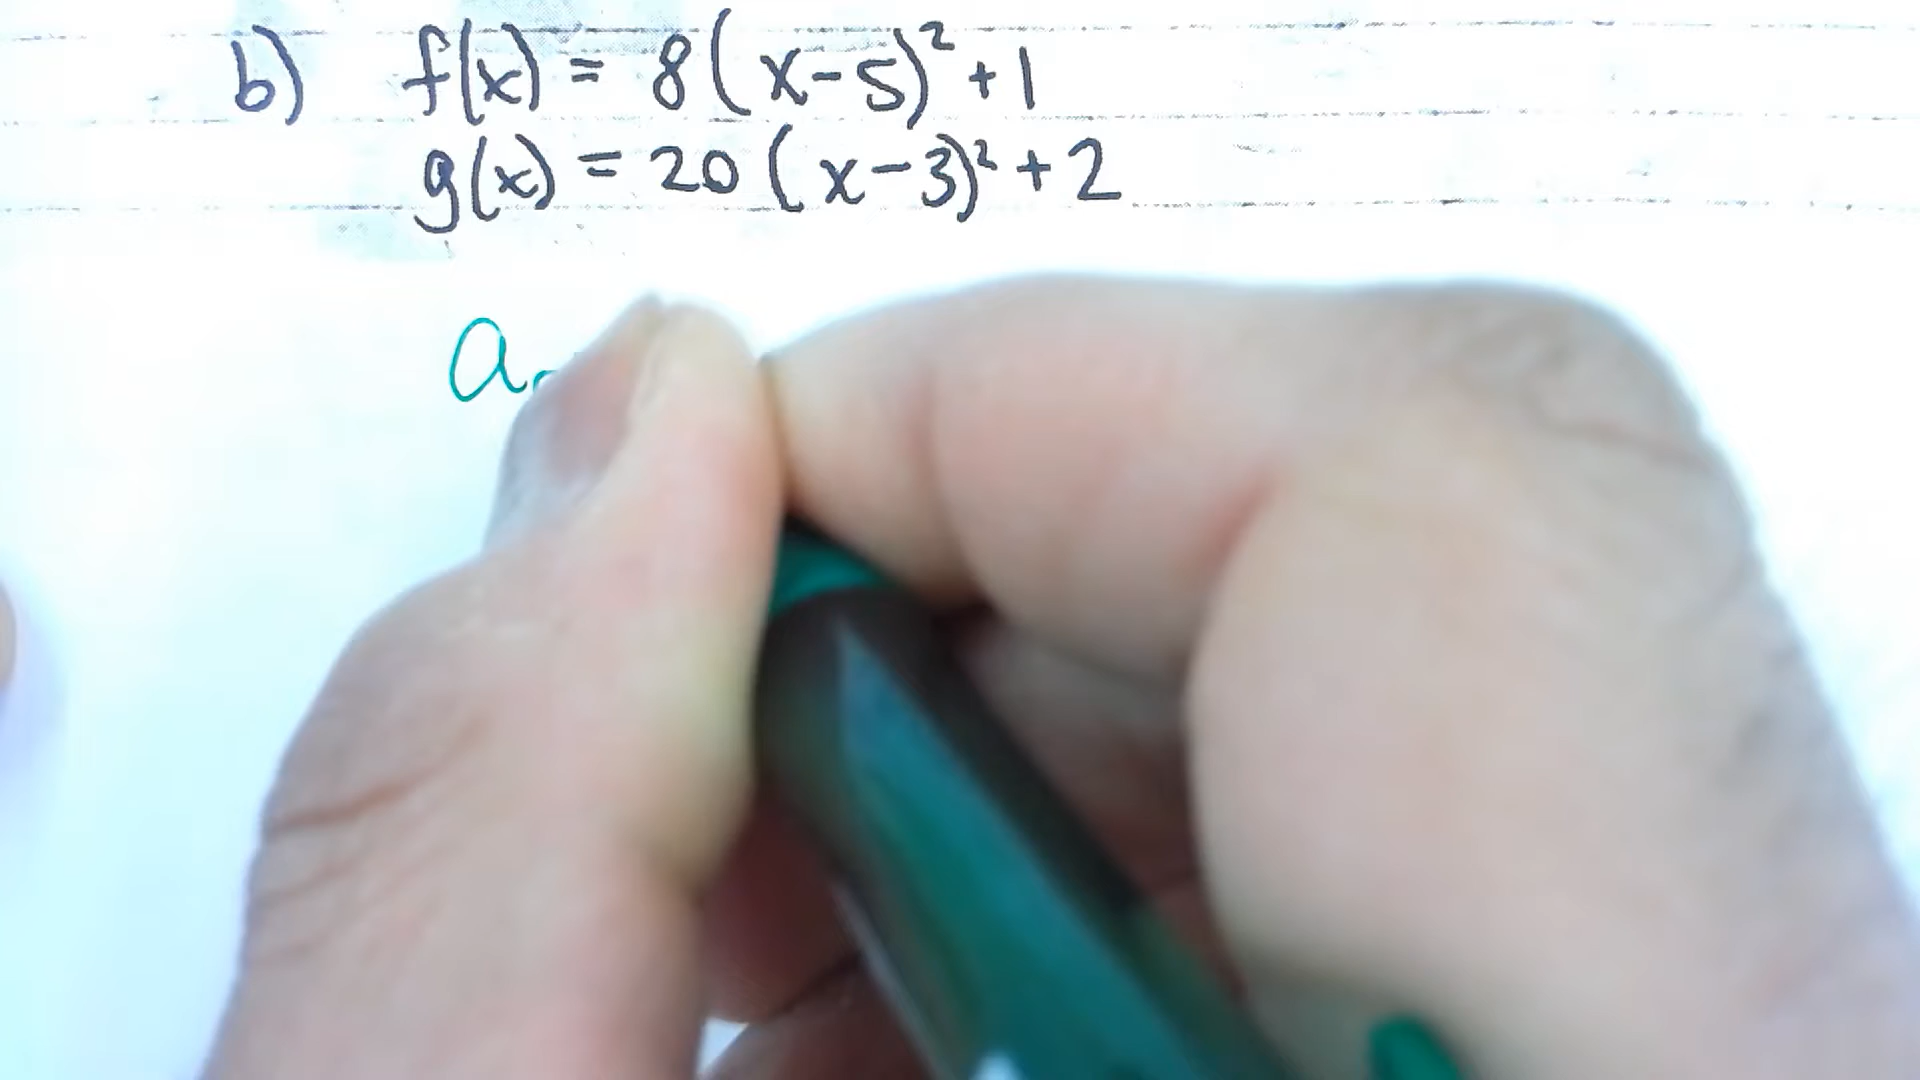 b) f(x) = 8(x-5)² + 1
g(x) = 20(x-3)² + 2
a